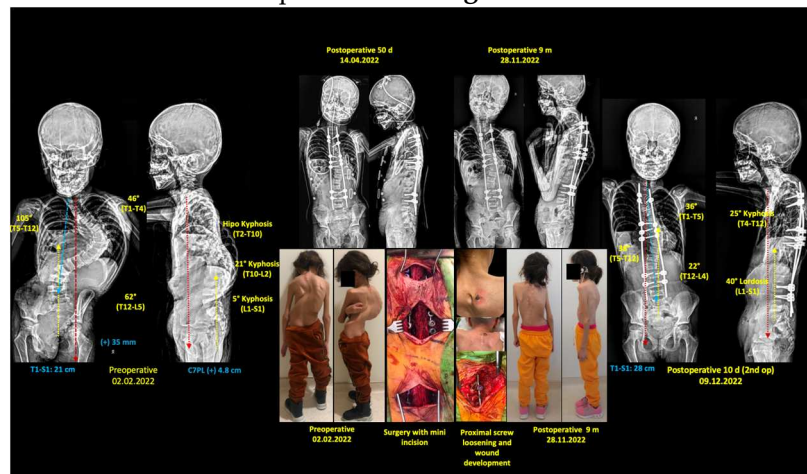 Postoperative 50 d
14.04.2022
Postoperative 9 m
28.11.2022
105°
(T5-T12)
46°
(T1-T4)
62°
(T12-L5)
(+) 35 mm
T1-S1: 21 cm
Preoperative
02.02.2022
Hipo Kyphosis
(T2-T10)
21° Kyphosis
(T10-L2)
5° Kyphosis
(L1-S1)
C7PL (+) 4.8 cm
Preoperative
02.02.2022
Surgery with mini
incision
Proximal screw
loosening and
wound
development
Postoperative 9 m
28.11.2022
36°
(T1-T5)
(T5-T12)
22°
(T12-L4)
T1-S1: 28 cm
25° Kyphosis
(T4-T12)
40° Lordosis
(L1-S1)
Postoperative 10 d (2nd op)
09.12.2022